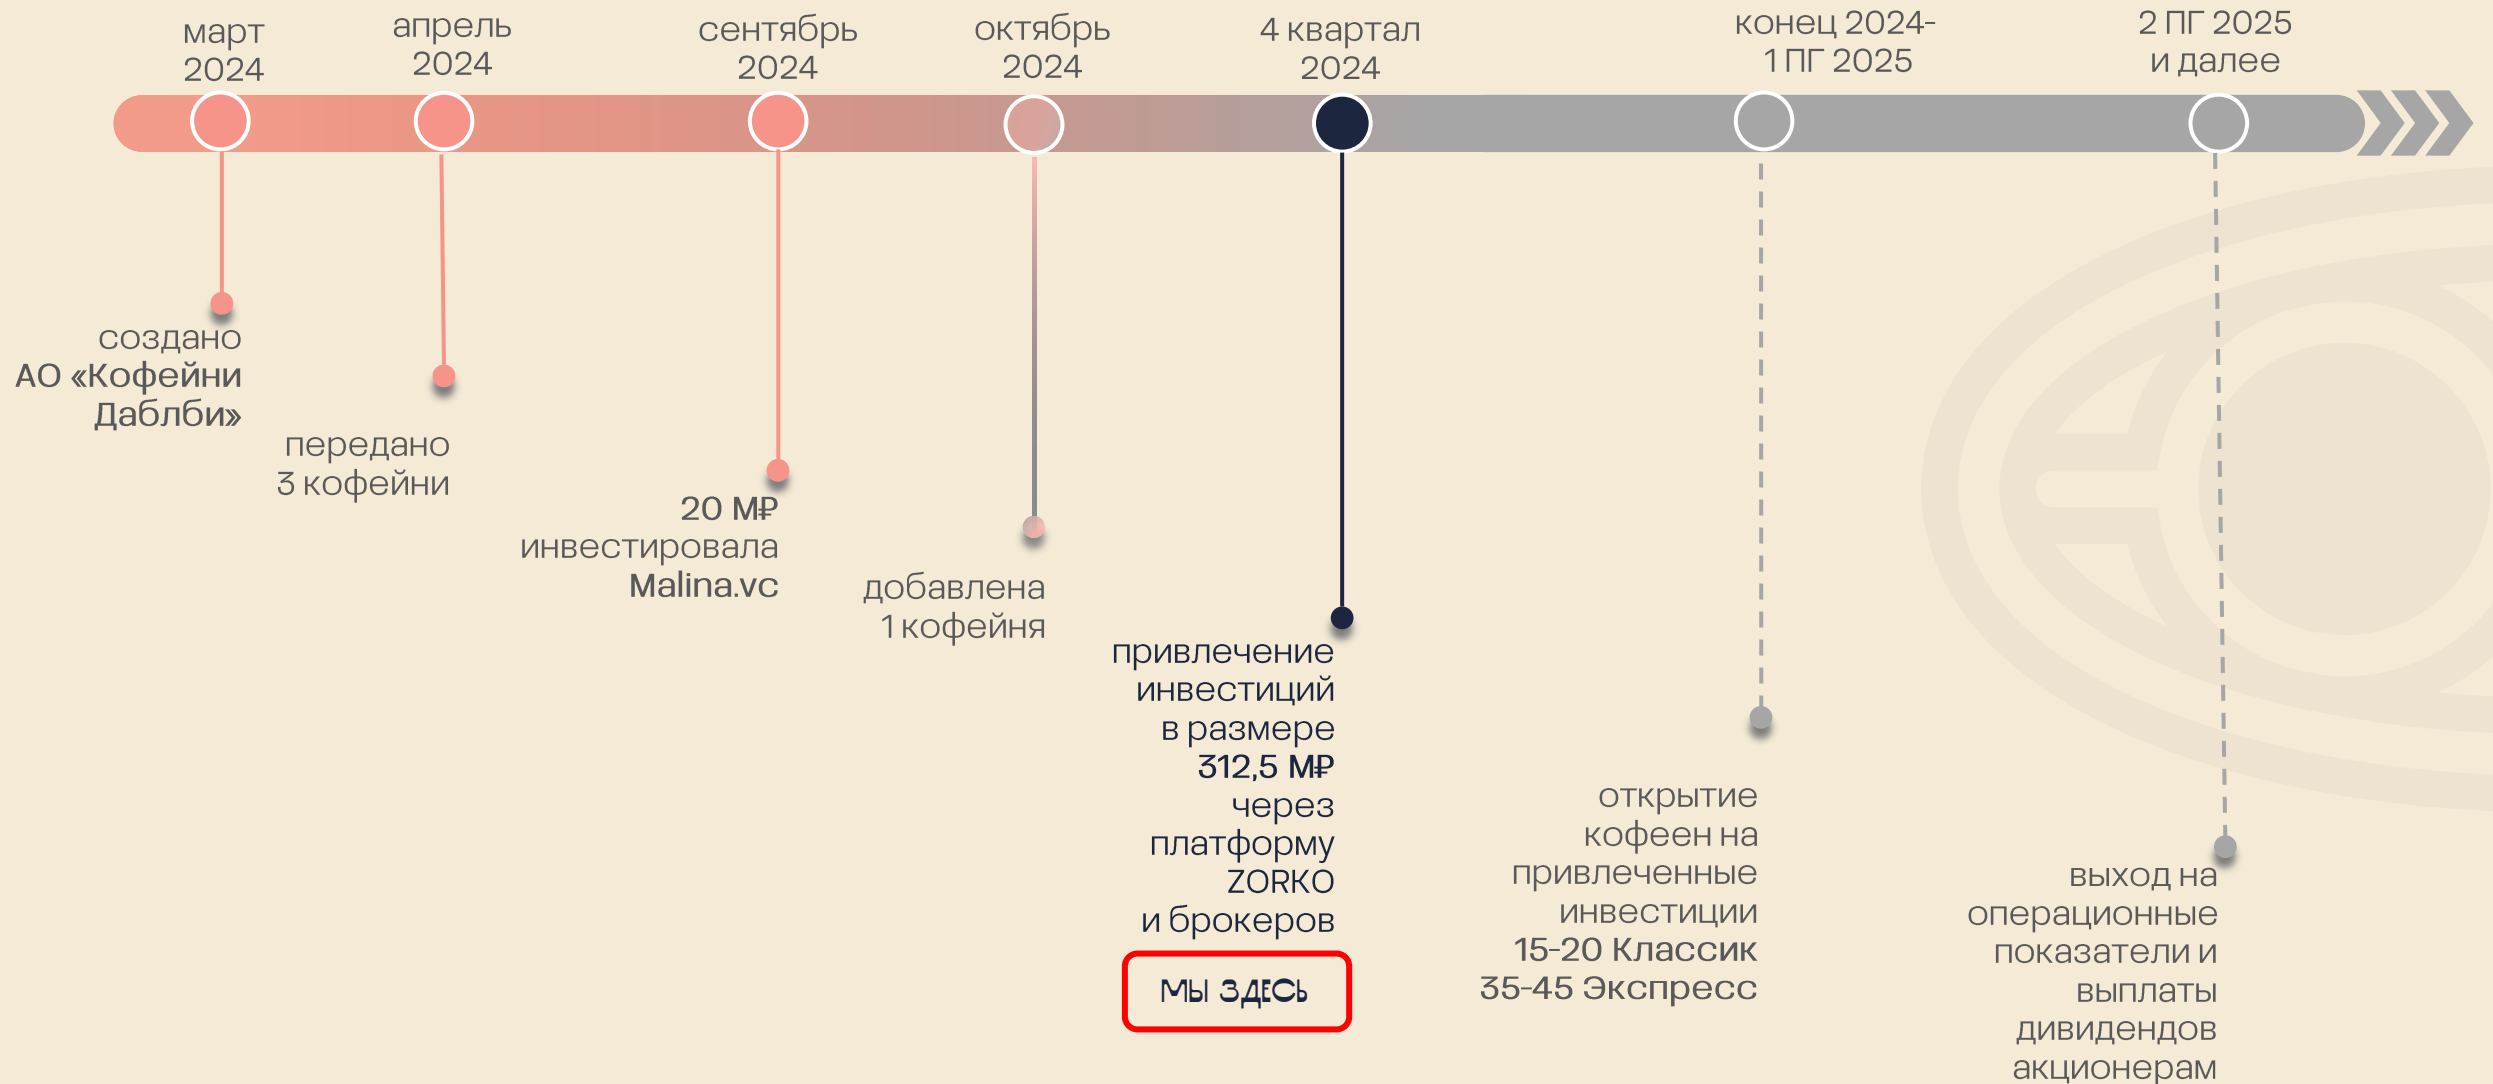 март
2024
апрель
2024
сентябрь
2024
октябрь
2024
4 квартал
2024
конец 2024-
1 ПГ 2025
2 ПГ 2025
и далее
создано
АО «Кофейни
Даблби»
передано
3 кофейни
20 М₽
инвестировала
Malina.vc
добавлена
1 кофейня
привлечение
инвестиций
в размере
312,5 М₽
через
платформу
ZORKO
и брокеров
МЫ ЗДЕСЬ
открытие
кофеен на
привлеченные
инвестиции
15-20 Классик
35-45 Экспресс
выход на
операционные
показатели и
выплаты
дивидендов
акционерам